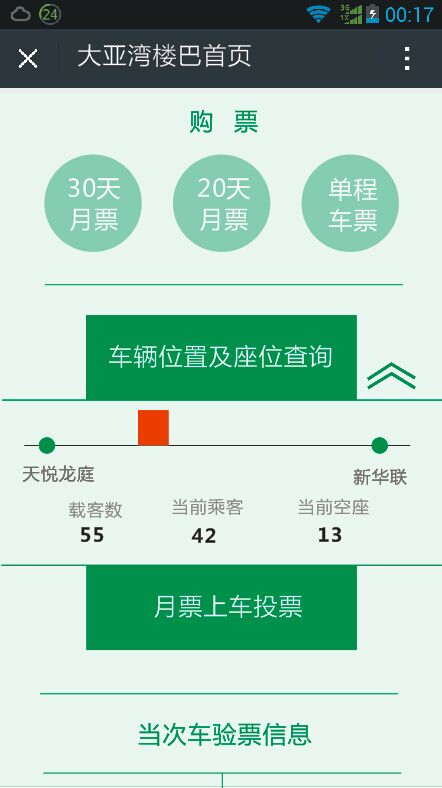 24
3G
1X
00:17
大亚湾楼巴首页
购 票
30天
月票
20天
月票
单程
车票
车辆位置及座位查询
天悦龙庭
新华联
载客数
当前乘客
当前空座
55
42
13
月票上车投票
当次车验票信息